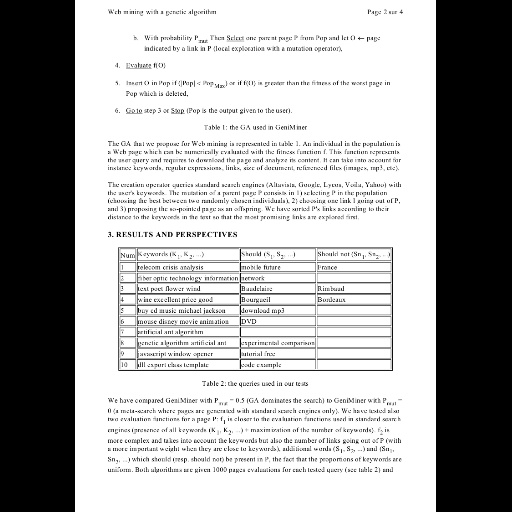 Web mining with a genetic algorithm Page 2 sur 4
b. With probability P mut Then Select one parent page P from Pop and let O ← page
indicated by a link in P (local exploration with a mutation operator),
4. Evaluate f(O)
5. Insert O in Pop if (|Pop| < Pop Max) or if f(O) is greater than the fitness of the worst page in
Pop which is deleted,
6. Go to step 3 or Stop (Pop is the output given to the user).
Table 1: the GA used in GeniMiner
The GA that we propose for Web mining is represented in table 1. An individual in the population is
a Web page which can be numerically evaluated with the fitness function f. This function represents
the user query and requires to download the page and analyze its content. It can take into account for
instance keywords, regular expressions, links, size of document, referenced files (images, mp3, etc).
The creation operator queries standard search engines (Altavista, Google, Lycos, Voila, Yahoo) with
the user's keywords. The mutation of a parent page P consists in 1) selecting P in the population
(choosing the best between two randomly chosen individuals), 2) choosing one link l going out of P,
and 3) proposing the so-pointed page as an offspring. We have sorted P's links according to their
distance to the keywords in the text so that the most promising links are explored first.
3. RESULTS AND PERSPECTIVES
Num Keywords (K1, K2, ...) Should (S1, S2, ...) Should not (Sn1, Sn2, ...)
1 telecom crisis analysis mobile future France
2 fiber optic technology information network
3 text poet flower wind Baudelaire Rimbaud
4 wine excellent price good Bourgueil Bordeaux
5 buy cd music michael jackson download mp3
6 mouse disney movie animation DVD
7 artificial ant algorithm
8 genetic algorithm artificial ant experimental comparison
9 javascript window opener tutorial free
10 dll export class template code example
Table 2: the queries used in our tests
We have compared GeniMiner with P mut = 0.5 (GA dominates the search) to GeniMiner with P mut =
0 (a meta-search where pages are generated with standard search engines only). We have tested also
two evaluation functions for a page P: f1 is closer to the evaluation functions used in standard search
engines (presence of all keywords (K1, K2, ...) + maximization of the number of keywords). f2 is
more complex and takes into account the keywords but also the number of links going out of P (with
a more important weight when they are close to keywords), additional words (S1, S2, ...) and (Sn1,
Sn2, ...) which should (resp. should not) be present in P, the fact that the proportions of keywords are
uniform. Both algorithms are given 1000 pages evaluations for each tested query (see table 2) and